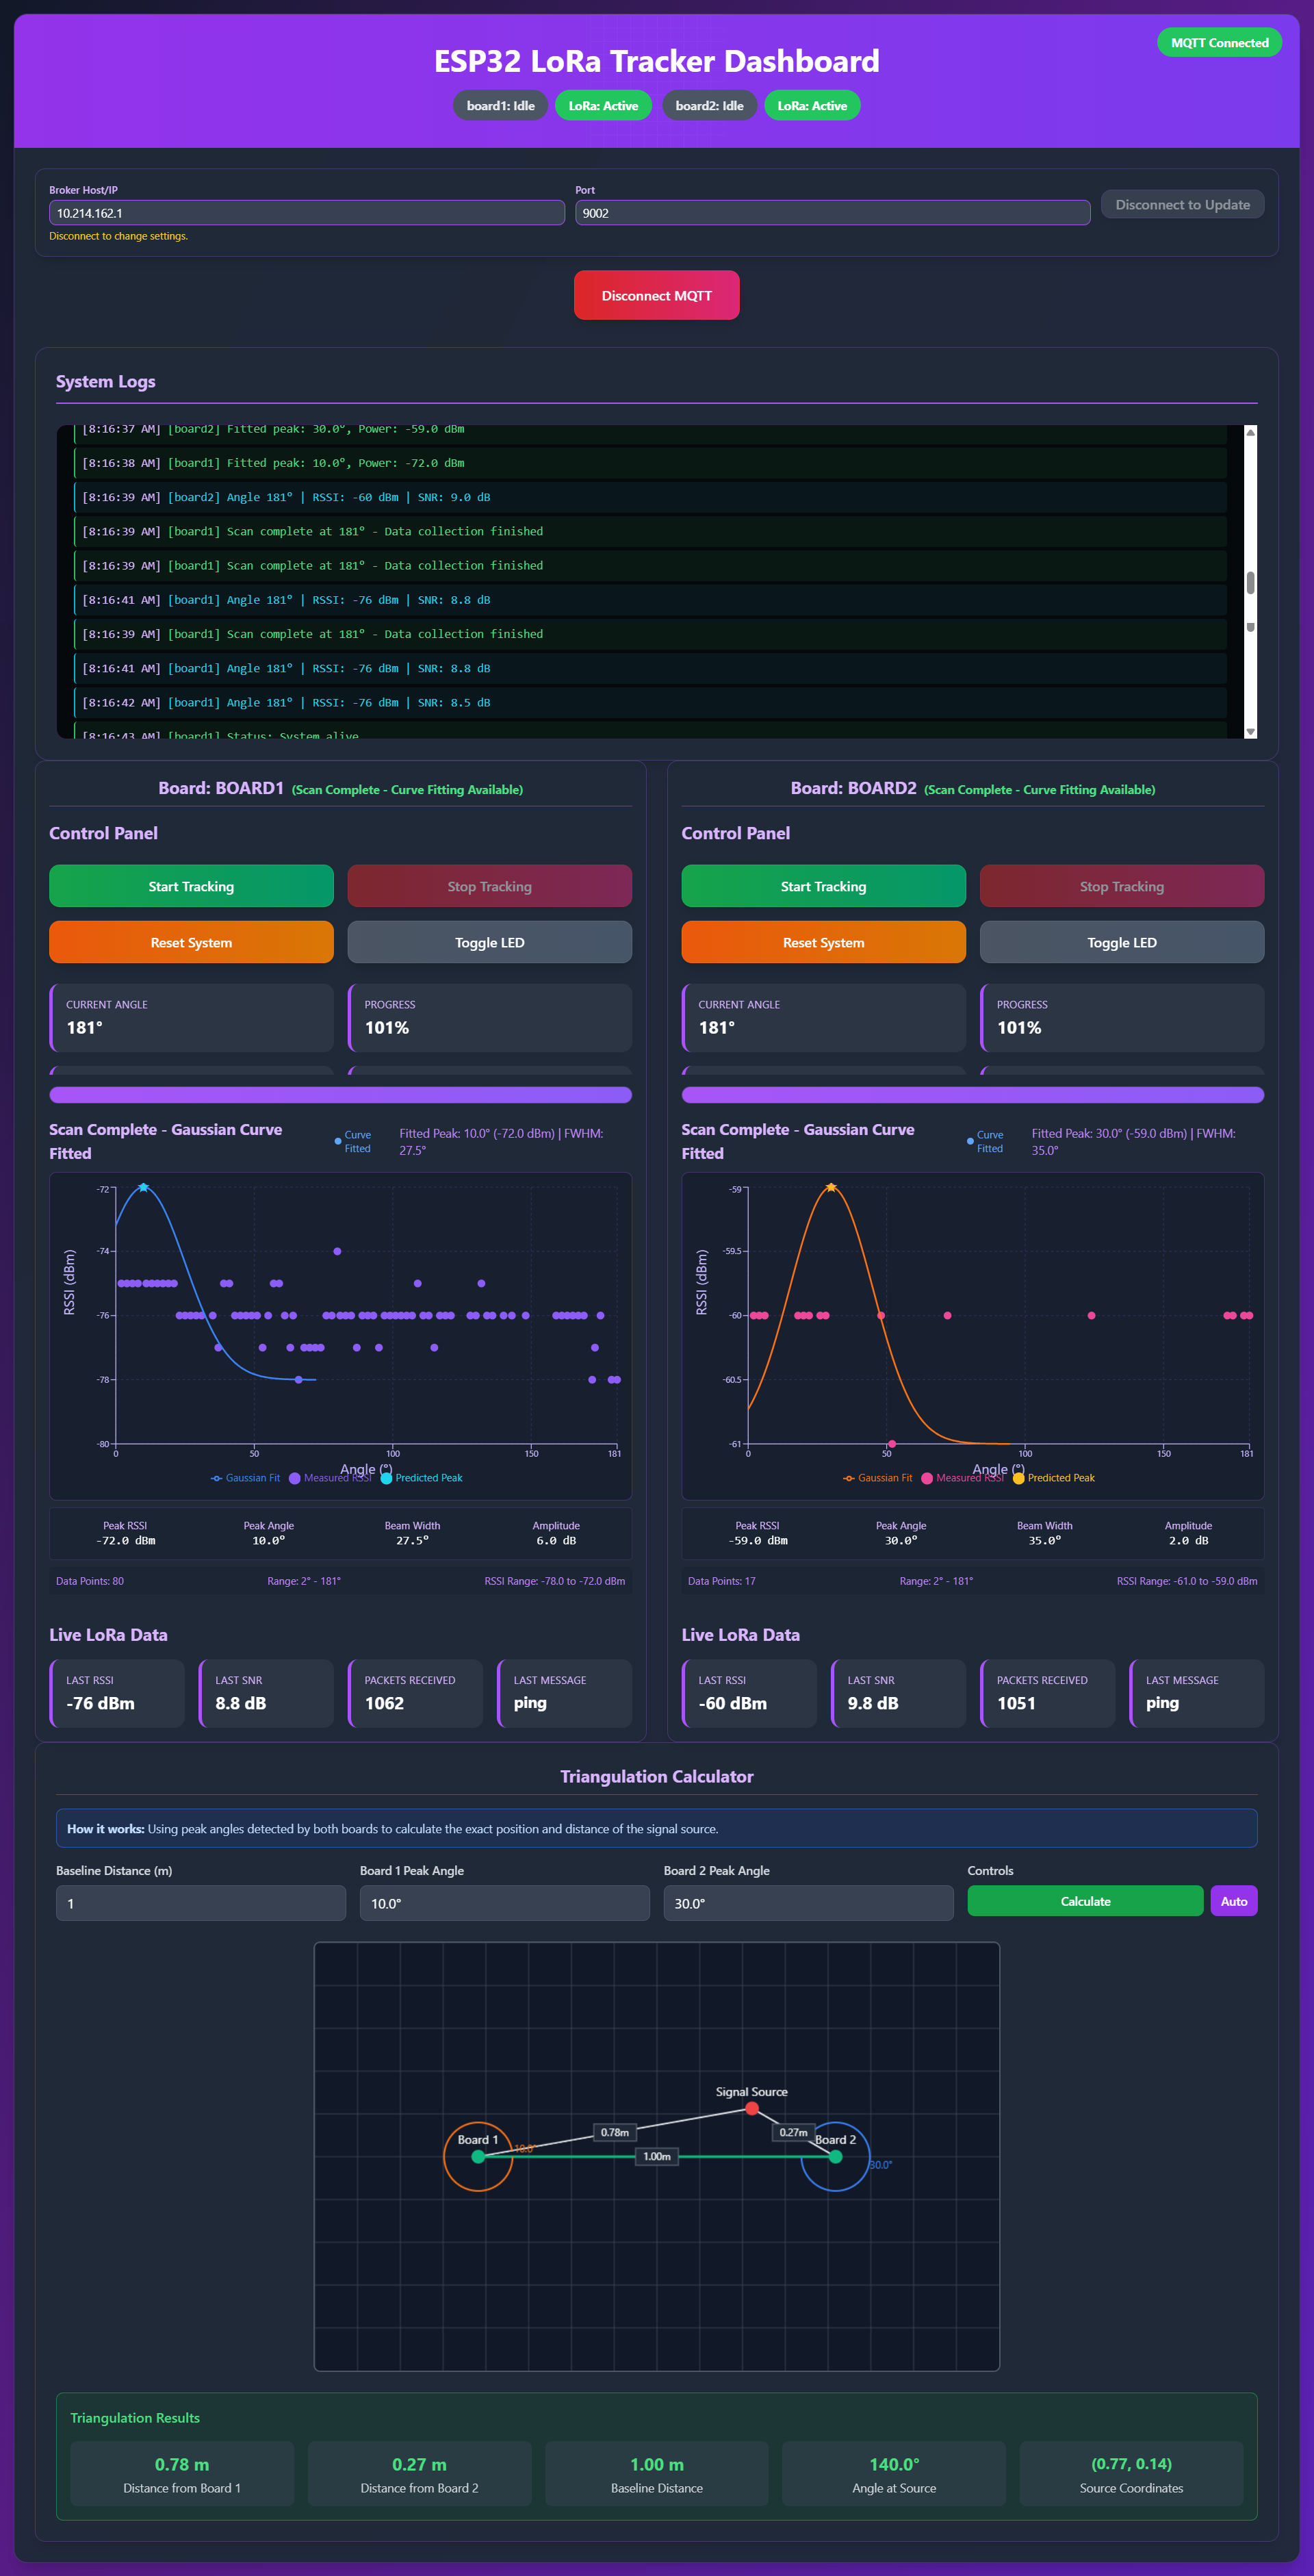 MQTT Connected
ESP32 LoRa Tracker Dashboard
board1: Idle LoRa: Active board2: Idle LoRa: Active
Broker Host/IP Port
10.214.162.1 9002 Disconnect to Update
Disconnect to change settings.
Disconnect MQTT
System Logs
[8:16:37 AM] [board2] Fitted peak: 30.0°, Power: -59.0 dBm
[8:16:38 AM] [board1] Fitted peak: 10.0°, Power: -72.0 dBm
[8:16:39 AM] [board2] Angle 181° | RSSI: -60 dBm | SNR: 9.0 dB
[8:16:39 AM] [board1] Scan complete at 181° - Data collection finished
[8:16:39 AM] [board1] Scan complete at 181° - Data collection finished
[8:16:41 AM] [board1] Angle 181° | RSSI: -76 dBm | SNR: 8.8 dB
[8:16:39 AM] [board1] Scan complete at 181° - Data collection finished
[8:16:41 AM] [board1] Angle 181° | RSSI: -76 dBm | SNR: 8.8 dB
[8:16:42 AM] [board1] Angle 181° | RSSI: -76 dBm | SNR: 8.5 dB
[8:16:43 AM] [board1] Status: System alive
Board: BOARD1 (Scan Complete - Curve Fitting Available)
Control Panel
Start Tracking Stop Tracking
Reset System Toggle LED
CURRENT ANGLE PROGRESS
181° 101%
Scan Complete - Gaussian Curve
Fitted
Curve
Fitted
Fitted Peak: 10.0° (-72.0 dBm) | FWHM:
27.5°
-72
-74
-76
-78
-80
RSSI (dBm)
0 50 100 150 181
Angle (°)
Gaussian Fit Measured RSSI Predicted Peak
Peak RSSI Peak Angle Beam Width Amplitude
-72.0 dBm 10.0° 27.5° 6.0 dB
Data Points: 80 Range: 2° - 181° RSSI Range: -78.0 to -72.0 dBm
Live LoRa Data
LAST RSSI LAST SNR PACKETS RECEIVED LAST MESSAGE
-76 dBm 8.8 dB 1062 ping
Board: BOARD2 (Scan Complete - Curve Fitting Available)
Control Panel
Start Tracking Stop Tracking
Reset System Toggle LED
CURRENT ANGLE PROGRESS
181° 101%
Scan Complete - Gaussian Curve
Fitted
Curve
Fitted
Fitted Peak: 30.0° (-59.0 dBm) | FWHM:
35.0°
-59
-59.5
-60
-60.5
-61
RSSI (dBm)
0 50 100 150 181
Angle (°)
Gaussian Fit Measured RSSI Predicted Peak
Peak RSSI Peak Angle Beam Width Amplitude
-59.0 dBm 30.0° 35.0° 2.0 dB
Data Points: 17 Range: 2° - 181° RSSI Range: -61.0 to -59.0 dBm
Live LoRa Data
LAST RSSI LAST SNR PACKETS RECEIVED LAST MESSAGE
-60 dBm 9.8 dB 1051 ping
Triangulation Calculator
How it works: Using peak angles detected by both boards to calculate the exact position and distance of the signal source.
Baseline Distance (m) Board 1 Peak Angle Board 2 Peak Angle Controls
1 10.0° 30.0° Calculate Auto
Signal Source
0.78m 0.27m
Board 1 10.0° Board 2
1.00m
30.0°
Triangulation Results
0.78 m 0.27 m 1.00 m 140.0° (0.77, 0.14)
Distance from Board 1 Distance from Board 2 Baseline Distance Angle at Source Source Coordinates